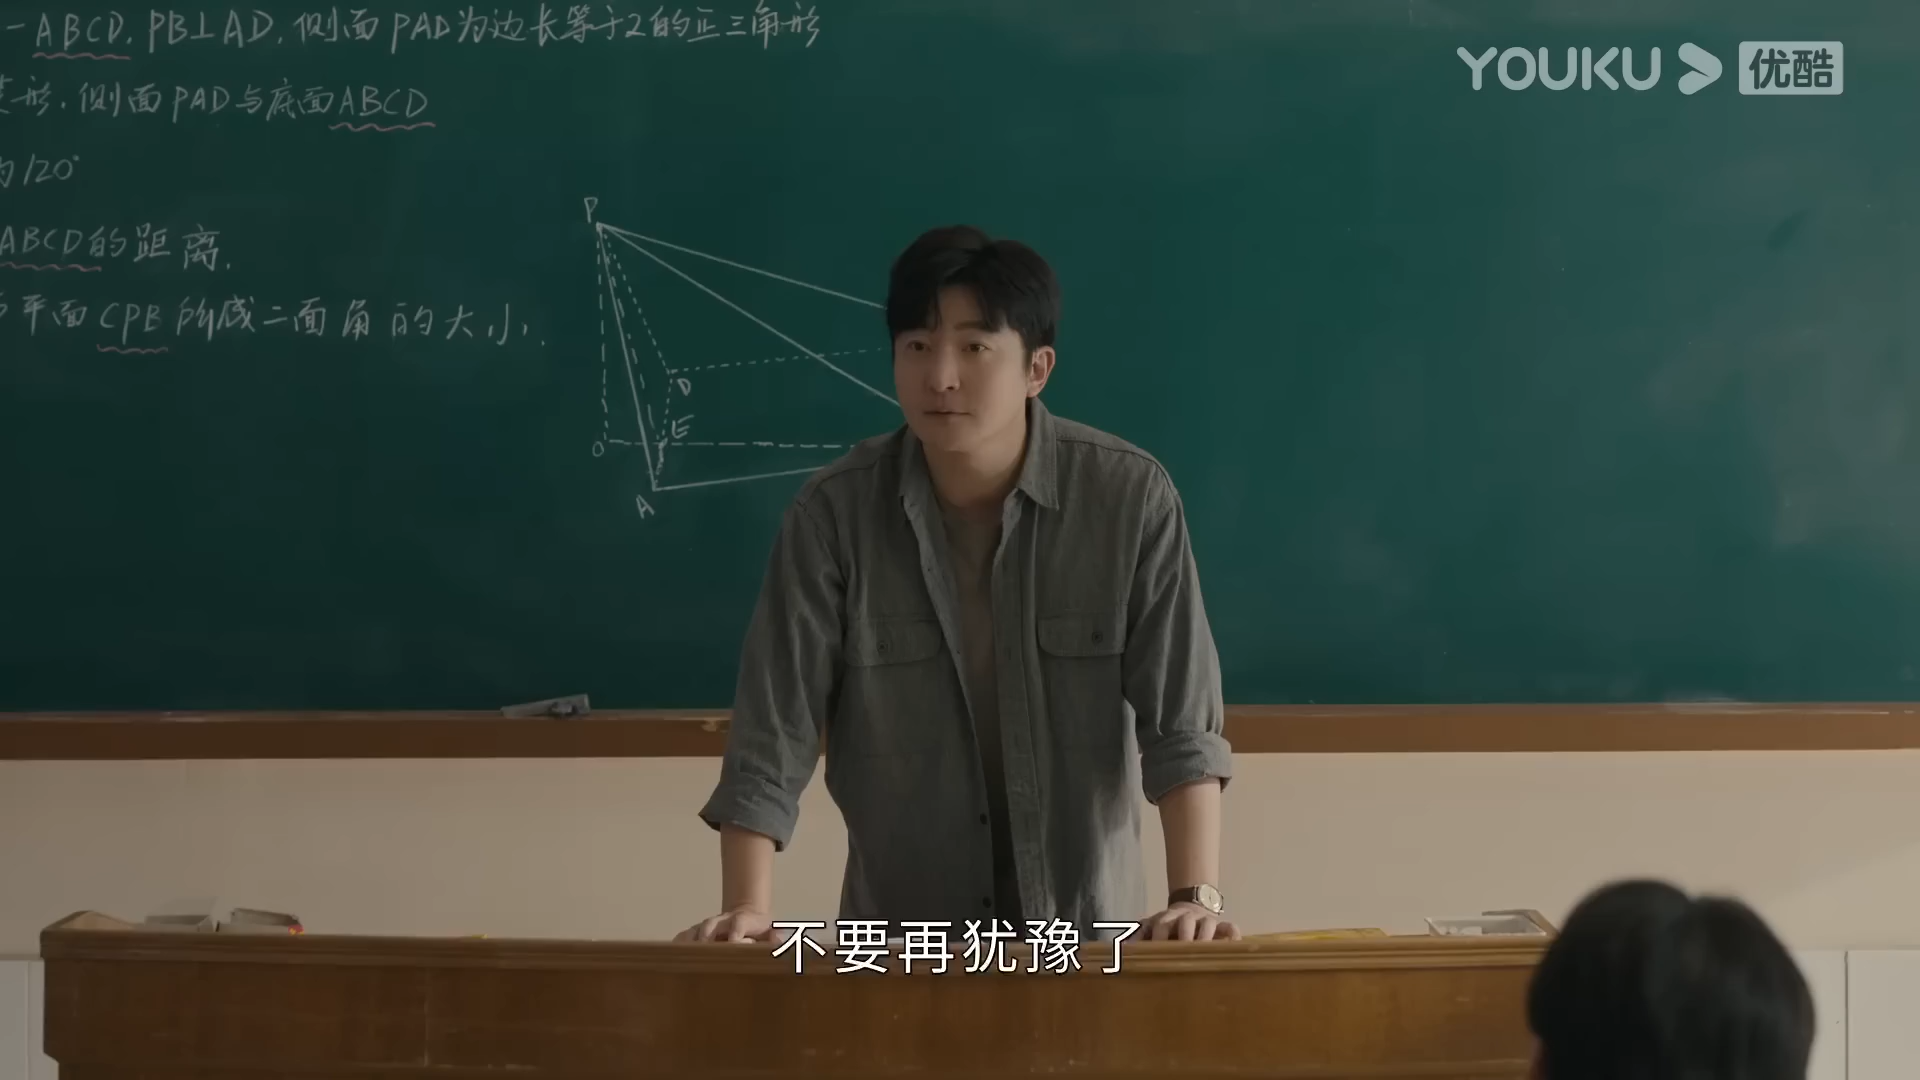 -ABCD, PB⊥AD, 侧面PAD为边长等于2的正三角形
形, 侧面PAD与底面ABCD
为120°
ABCD的距离.
平面CPB所成二面角的大小.
YOUKU 优酷
P
D
E
O
A
不要再犹豫了